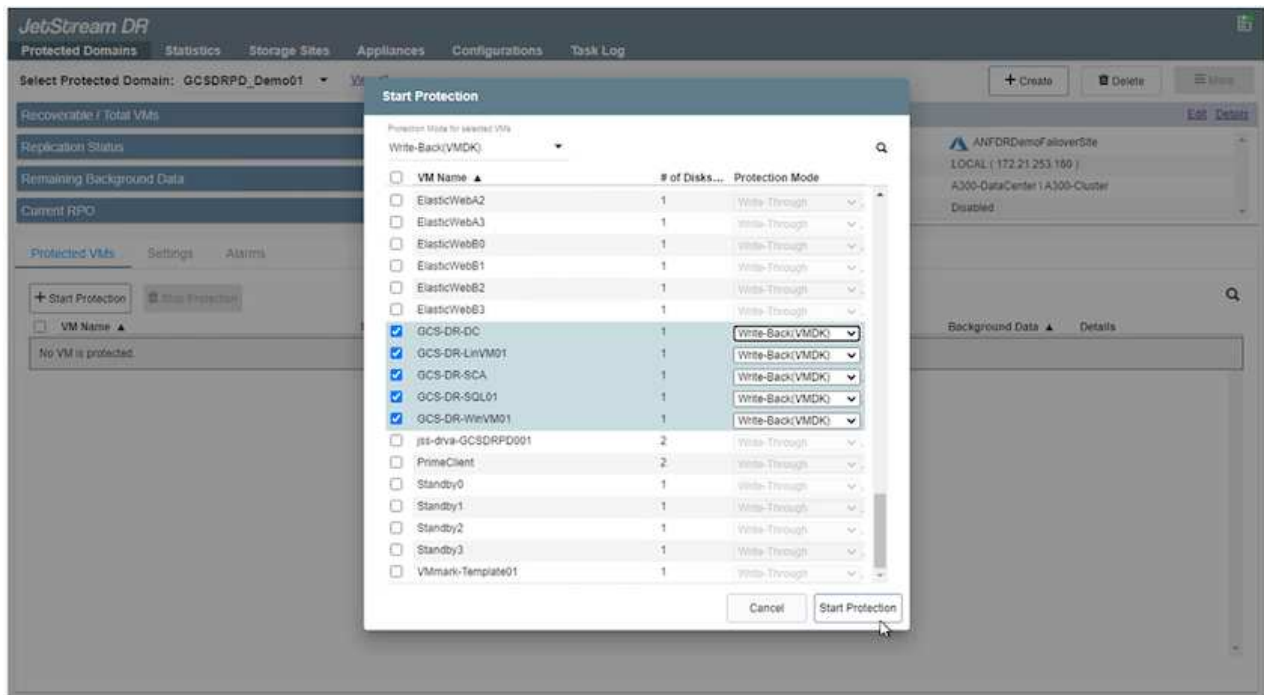 JetStream DR
Protected Domains Statistics Storage Sites Appliances Configurations Task Log
Select Protected Domain: GCSDRPD_Demo01
+ Create Delete
Recoverable / Total VMs
Edit Details
Replication Status
Remaining Background Data
Current RPO
ANFDRDemoFailoverSite
LOCAL ( 172.21.253.160 )
A300-DataCenter \ A300-Cluster
Disabled
Protected VMs Settings Alarms
+ Start Protection Stop Protection
VM Name ▲
Background Data ▲ Details
No VM is protected.
Start Protection
Protection Mode for selected VMs
Write-Back(VMDK)
VM Name ▲ # of Disks... Protection Mode
ElasticWebA2 1 Write-Through
ElasticWebA3 1 Write-Through
ElasticWebB0 1 Write-Through
ElasticWebB1 1 Write-Through
ElasticWebB2 1 Write-Through
ElasticWebB3 1 Write-Through
GCS-DR-DC 1 Write-Back(VMDK)
GCS-DR-LinVM01 1 Write-Back(VMDK)
GCS-DR-SCA 1 Write-Back(VMDK)
GCS-DR-SQL01 1 Write-Back(VMDK)
GCS-DR-WinVM01 1 Write-Back(VMDK)
jss-drva-GCSDRPD001 2 Write-Through
PrimeClient 2 Write-Through
Standby0 1 Write-Through
Standby1 1 Write-Through
Standby2 1 Write-Through
Standby3 1 Write-Through
VMmark-Template01 1 Write-Through
Cancel Start Protection